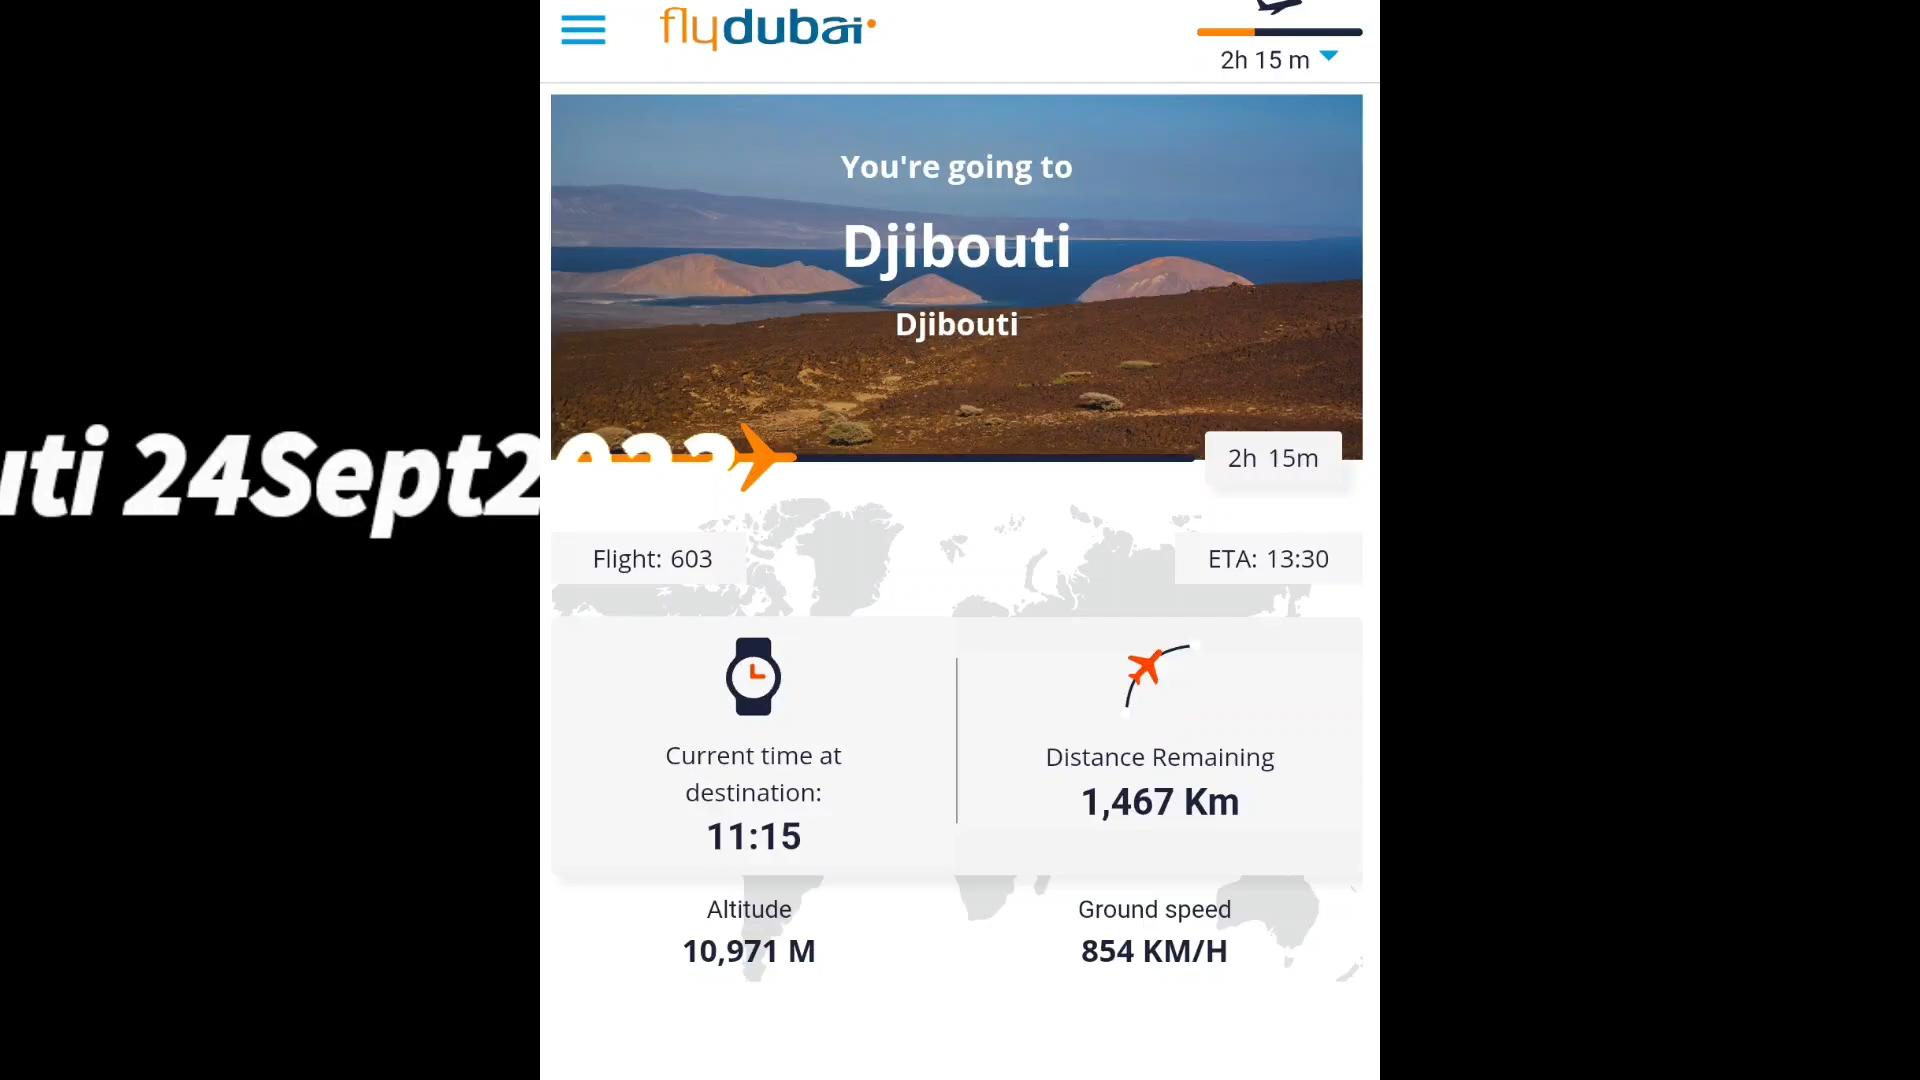 flydubai
2h 15 m
You're going to
Djibouti
Djibouti
uti 24Sept2023
2h 15m
Flight: 603
ETA: 13:30
Current time at
destination:
11:15
Distance Remaining
1,467 Km
Altitude
10,971 M
Ground speed
854 KM/H